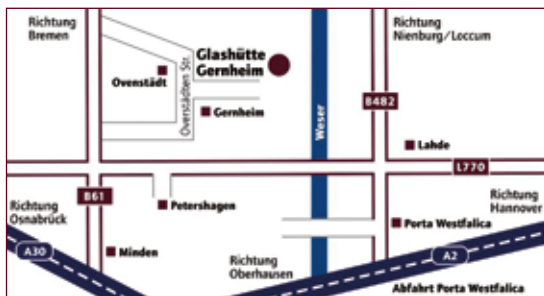 Richtung
Bremen
Glashütte
Gernheim
Richtung
Nienburg/Loccum
Ovenstädt
Overstädten Str.
Gernheim
Weser
B482
Lahde
L770
B61
Richtung
Osnabrück
Petershagen
Richtung
Hannover
Porta Westfalica
A30
Minden
Richtung
Oberhausen
A2
Abfahrt Porta Westfalica